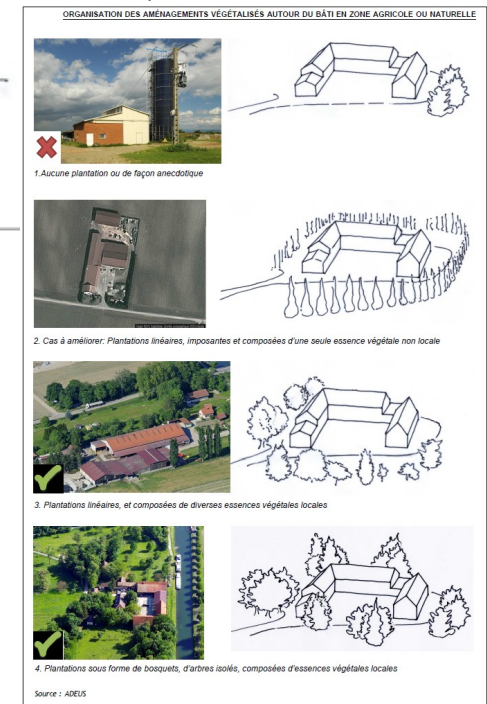 ORGANISATION DES AMÉNAGEMENTS VÉGÉTALISÉS AUTOUR DU BÂTI EN ZONE AGRICOLE OU NATURELLE
1.Aucune plantation ou de façon anecdotique
2. Cas à améliorer: Plantations linéaires, imposantes et composées d'une seule essence végétale non locale
3. Plantations linéaires, et composées de diverses essences végétales locales
4. Plantations sous forme de bosquets, d'arbres isolés, composées d'essences végétales locales
Source : ADEUS